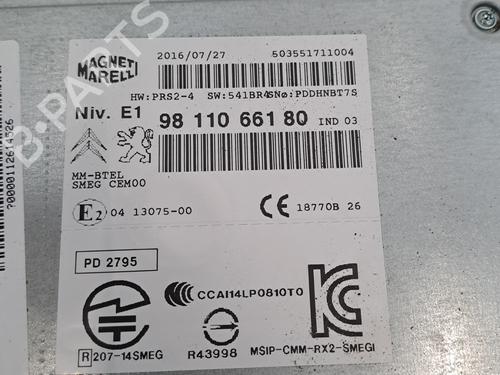 MAGNETI MARELLI
2016/07/27 503551711004
HW:PRS2-4 SW:541BR4SNø:PDDHNBT7S
Niv. E1 98 110 661 80 IND 03
MM-BTEL
SMEG CEM00
E2 04 13075-00 CE 18770B 26
PD 2795
CCAI14LP0810T0
R 207-14SMEG R43998 MSIP-CMM-RX2-SMEGI
B-PARTS
700000112614526